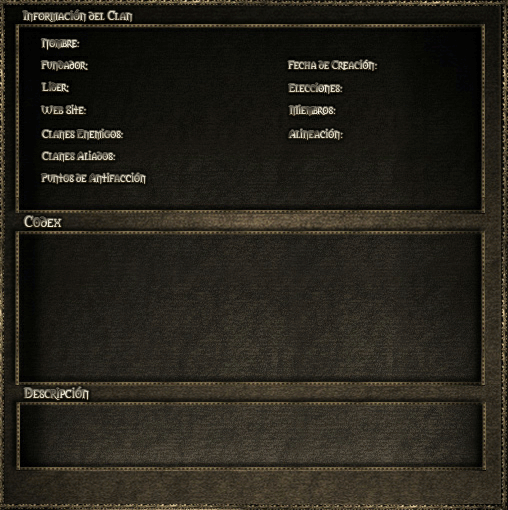 Información del Clan
Nombre:
Fundador:
Fecha de Creación:
Lider:
Elecciones:
Web Site:
Miembros:
Clanes Enemigos:
Alineación:
Clanes Aliados:
Puntos de Antifacción
Codex
Descripción